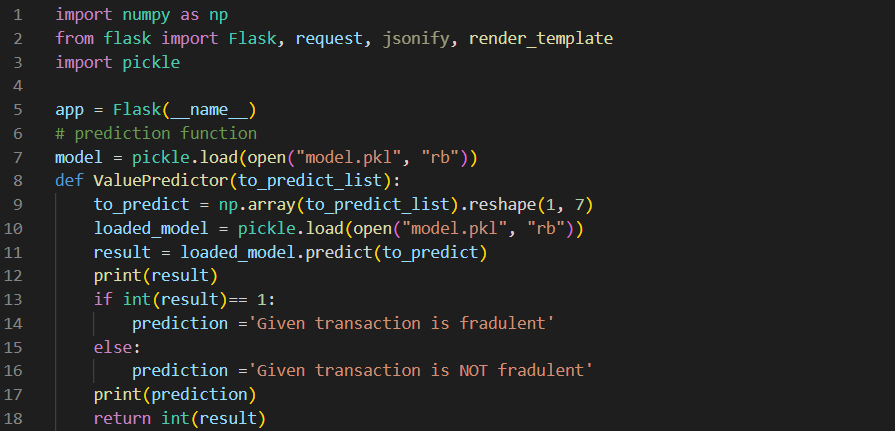 1 import numpy as np
2 from flask import Flask, request, jsonify, render_template
3 import pickle
4
5 app = Flask(__name__)
6 # prediction function
7 model = pickle.load(open("model.pkl", "rb"))
8 def ValuePredictor(to_predict_list):
9     to_predict = np.array(to_predict_list).reshape(1, 7)
10     loaded_model = pickle.load(open("model.pkl", "rb"))
11     result = loaded_model.predict(to_predict)
12     print(result)
13     if int(result)== 1:
14         prediction ='Given transaction is fradulent'
15     else:
16         prediction ='Given transaction is NOT fradulent'
17     print(prediction)
18     return int(result)